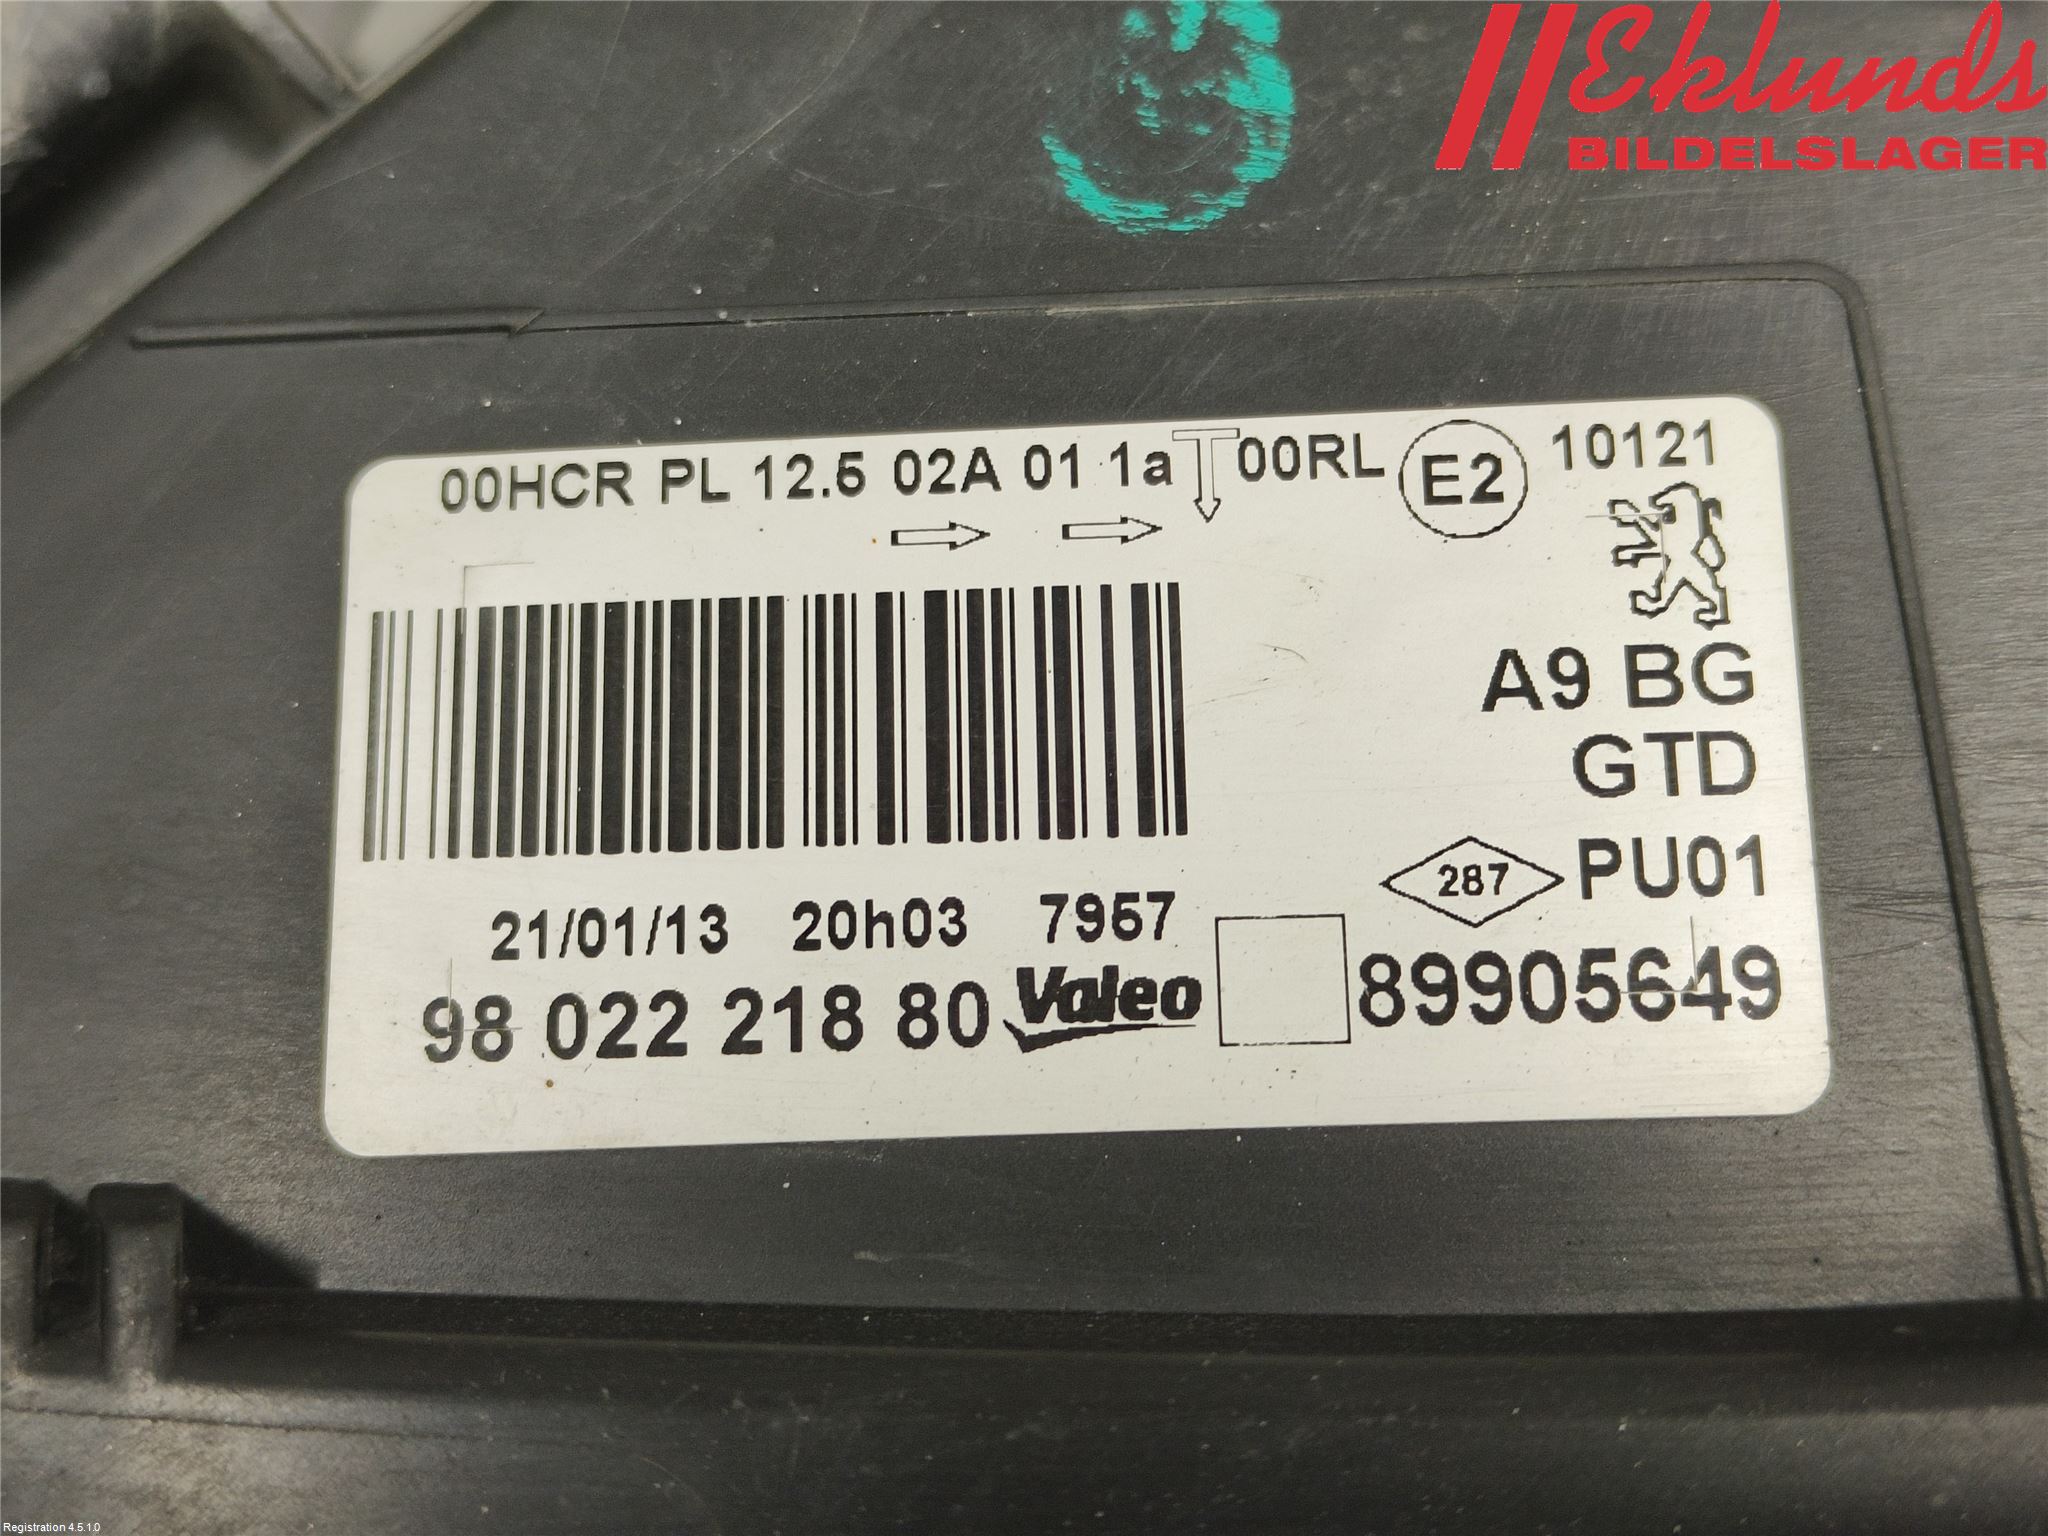 Eklunds
BILDELSLAGER
00HCR PL 12.5 02A 01 1a 00RL E2 10121
A9 BG
GTD
287 PU01
21/01/13 20h03 7957
98 022 218 80 Valeo 89905649
Registration 4.5.1.0